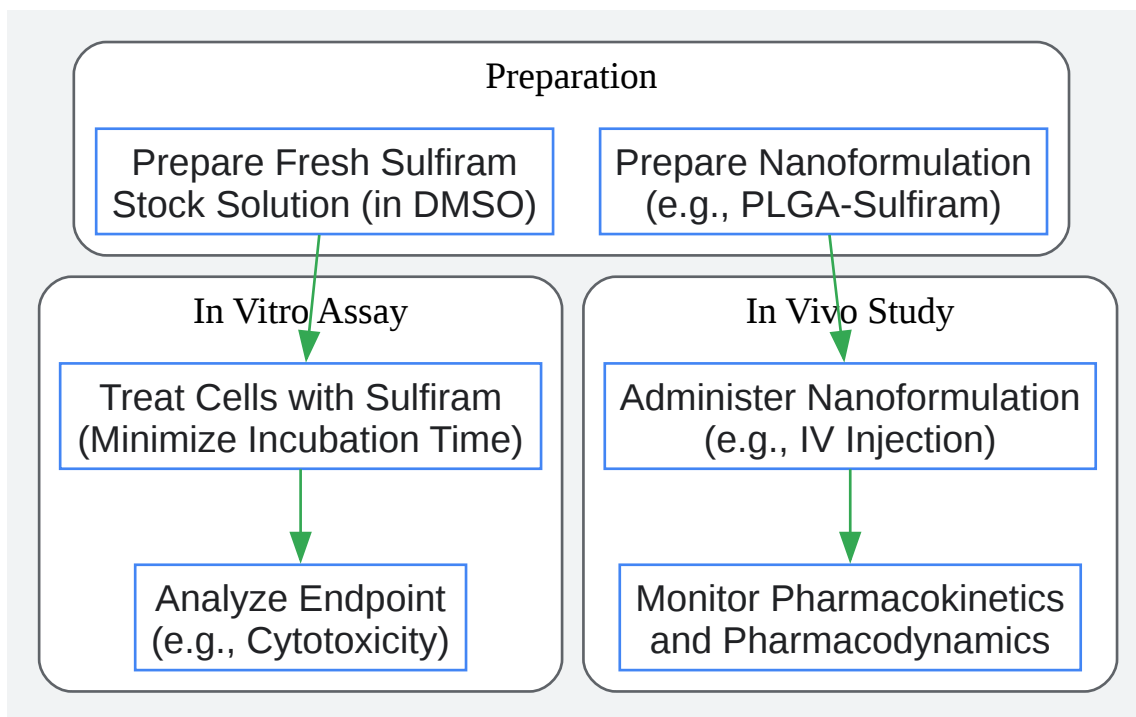 Preparation
Prepare Fresh Sulfiram
Stock Solution (in DMSO)
Prepare Nanoformulation
(e.g., PLGA-Sulfiram)
In Vitro Assay
Treat Cells with Sulfiram
(Minimize Incubation Time)
Analyze Endpoint
(e.g., Cytotoxicity)
In Vivo Study
Administer Nanoformulation
(e.g., IV Injection)
Monitor Pharmacokinetics
and Pharmacodynamics